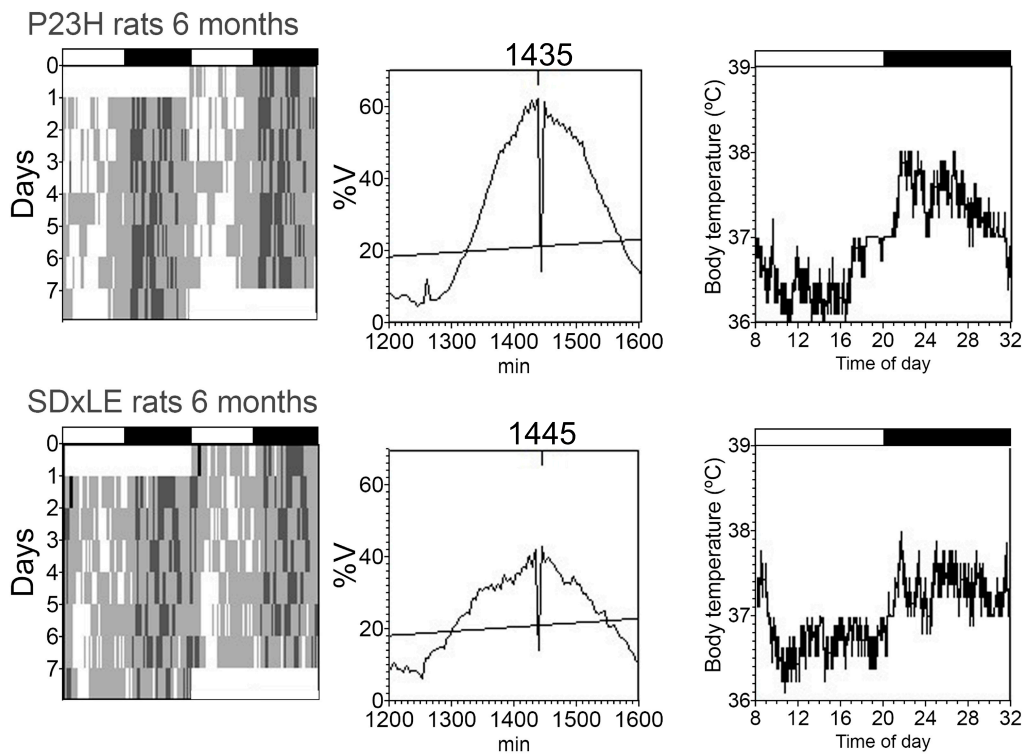 P23H rats 6 months
0
1
2
3
4
5
6
7
Days
1435
60
40
20
0
%V
1200 1300 1400 1500 1600
min
39
38
37
36
Body temperature (ºC)
8 12 16 20 24 28 32
Time of day
SDxLE rats 6 months
0
1
2
3
4
5
6
7
Days
1445
60
40
20
0
%V
1200 1300 1400 1500 1600
min
39
38
37
36
Body temperature (ºC)
8 12 16 20 24 28 32
Time of day